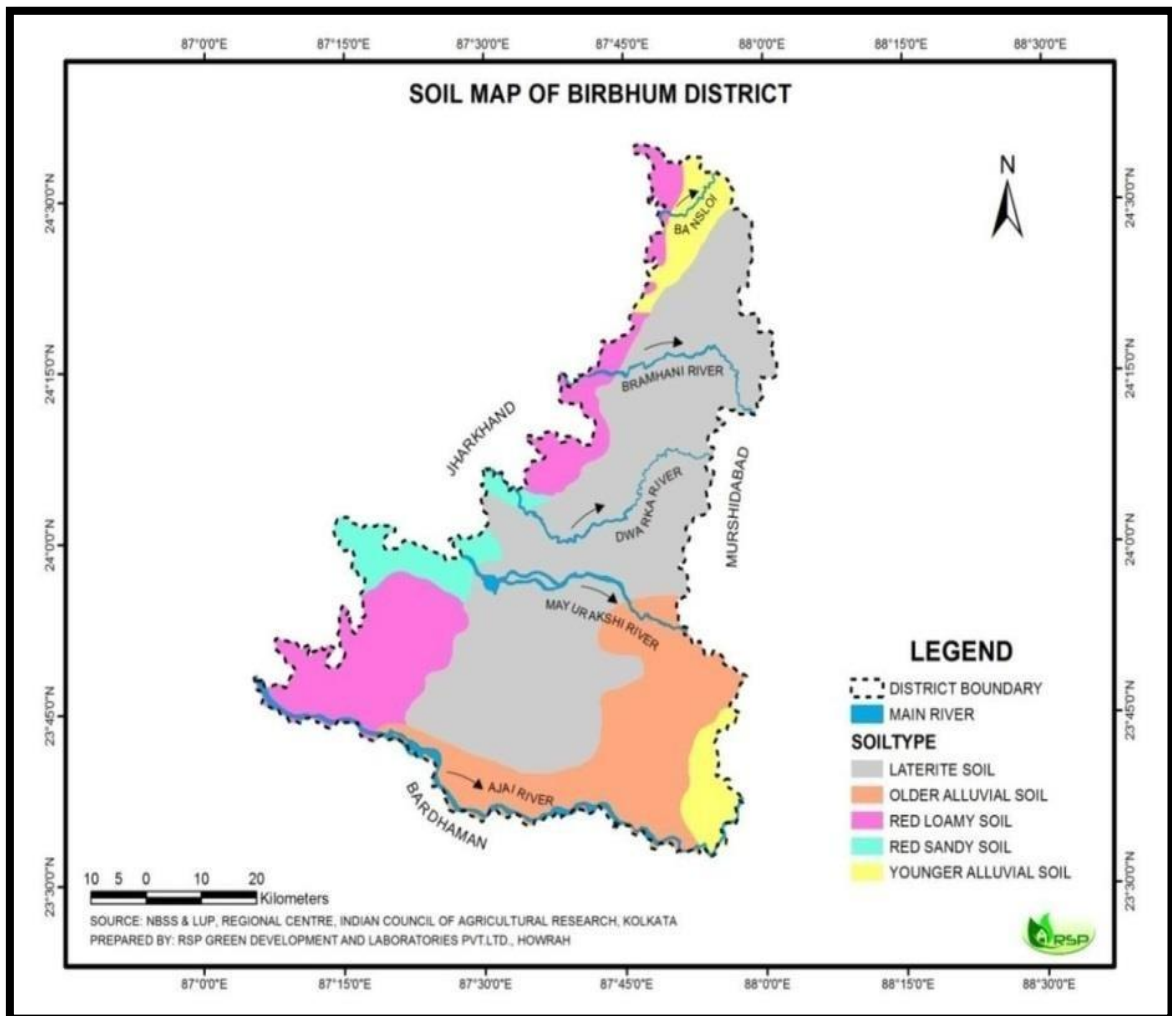 87°0'0"E 87°15'0"E 87°30'0"E 87°45'0"E 88°0'0"E 88°15'0"E 88°30'0"E
SOIL MAP OF BIRBHUM DISTRICT
N
24°30'0"N
24°30'0"N
BANSLOI
24°15'0"N
24°15'0"N
BRAMHANI RIVER
JHARKHAND
MURSHIDABAD
DWARKA RIVER
24°0'0"N
24°0'0"N
MAYURAKSHI RIVER
23°45'0"N
23°45'0"N
AJAI RIVER
BARDHAMAN
23°30'0"N
23°30'0"N
LEGEND
DISTRICT BOUNDARY
MAIN RIVER
SOILTYPE
LATERITE SOIL
OLDER ALLUVIAL SOIL
RED LOAMY SOIL
RED SANDY SOIL
YOUNGER ALLUVIAL SOIL
10 5 0 10 20
Kilometers
SOURCE: NBSS & LUP, REGIONAL CENTRE, INDIAN COUNCIL OF AGRICULTURAL RESEARCH, KOLKATA
PREPARED BY: RSP GREEN DEVELOPMENT AND LABORATORIES PVT.LTD., HOWRAH
RSP
87°0'0"E 87°15'0"E 87°30'0"E 87°45'0"E 88°0'0"E 88°15'0"E 88°30'0"E